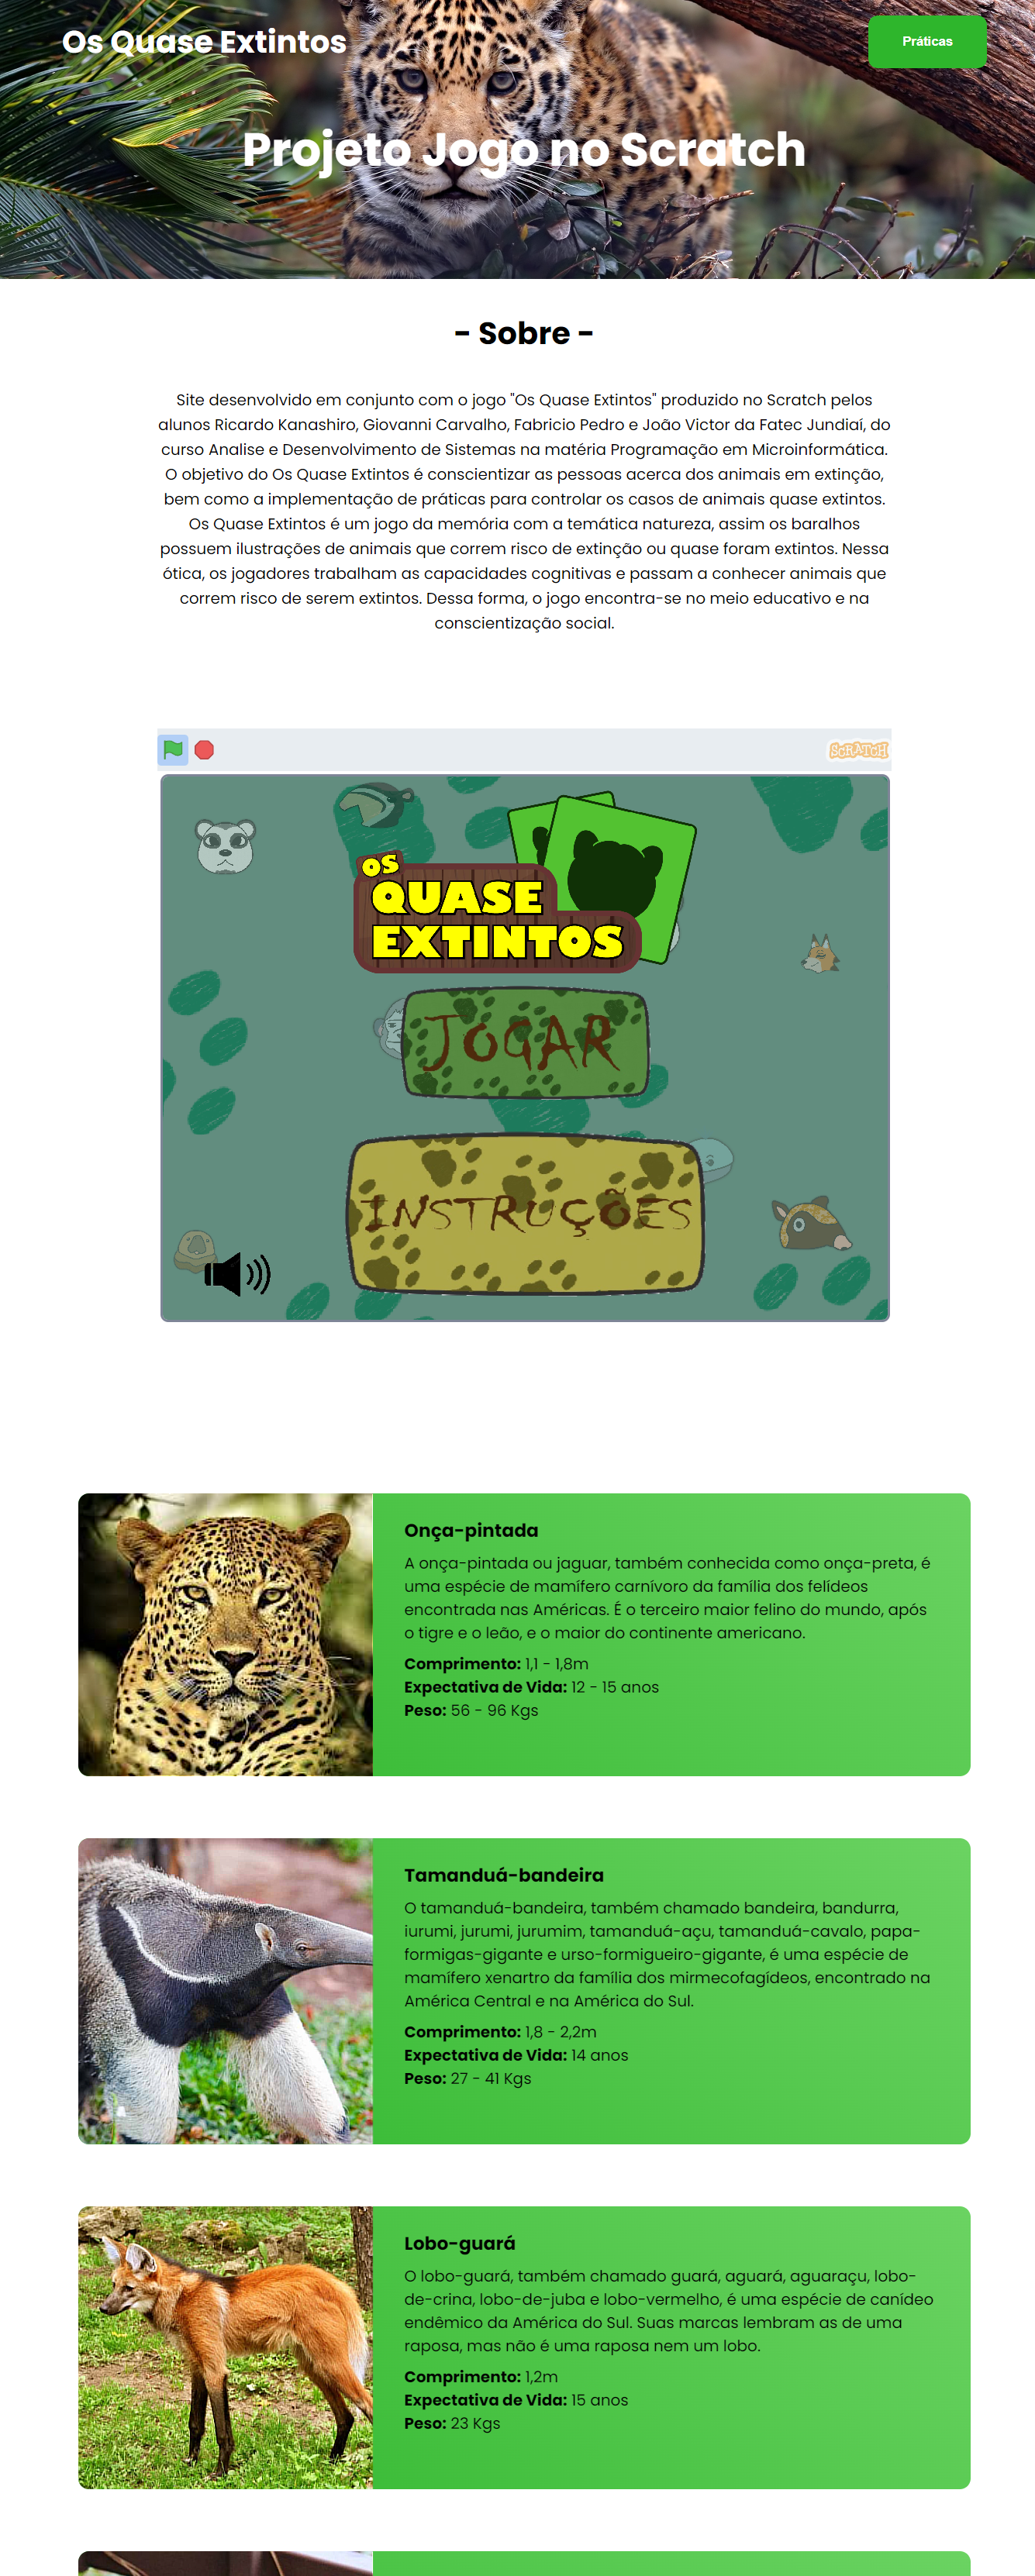 Os Quase Extintos
Práticas
Projeto Jogo no Scratch
- Sobre -
Site desenvolvido em conjunto com o jogo "Os Quase Extintos" produzido no Scratch pelos
alunos Ricardo Kanashiro, Giovanni Carvalho, Fabricio Pedro e João Victor da Fatec Jundiaí, do
curso Analise e Desenvolvimento de Sistemas na matéria Programação em Microinformática.
O objetivo do Os Quase Extintos é conscientizar as pessoas acerca dos animais em extinção,
bem como a implementação de práticas para controlar os casos de animais quase extintos.
Os Quase Extintos é um jogo da memória com a temática natureza, assim os baralhos
possuem ilustrações de animais que correm risco de extinção ou quase foram extintos. Nessa
ótica, os jogadores trabalham as capacidades cognitivas e passam a conhecer animais que
correm risco de serem extintos. Dessa forma, o jogo encontra-se no meio educativo e na
conscientização social.
SCRATCH
OS
QUASE
EXTINTOS
JOGAR
INSTRUÇÕES
Onça-pintada
A onça-pintada ou jaguar, também conhecida como onça-preta, é
uma espécie de mamífero carnívoro da família dos felídeos
encontrada nas Américas. É o terceiro maior felino do mundo, após
o tigre e o leão, e o maior do continente americano.
Comprimento: 1,1 - 1,8m
Expectativa de Vida: 12 - 15 anos
Peso: 56 - 96 Kgs
Tamanduá-bandeira
O tamanduá-bandeira, também chamado bandeira, bandurra,
iurumi, jurumi, jurumim, tamanduá-açu, tamanduá-cavalo, papa-
formigas-gigante e urso-formigueiro-gigante, é uma espécie de
mamífero xenartro da família dos mirmecofagídeos, encontrado na
América Central e na América do Sul.
Comprimento: 1,8 - 2,2m
Expectativa de Vida: 14 anos
Peso: 27 - 41 Kgs
Lobo-guará
O lobo-guará, também chamado guará, aguará, aguaraçu, lobo-
de-crina, lobo-de-juba e lobo-vermelho, é uma espécie de canídeo
endêmico da América do Sul. Suas marcas lembram as de uma
raposa, mas não é uma raposa nem um lobo.
Comprimento: 1,2m
Expectativa de Vida: 15 anos
Peso: 23 Kgs